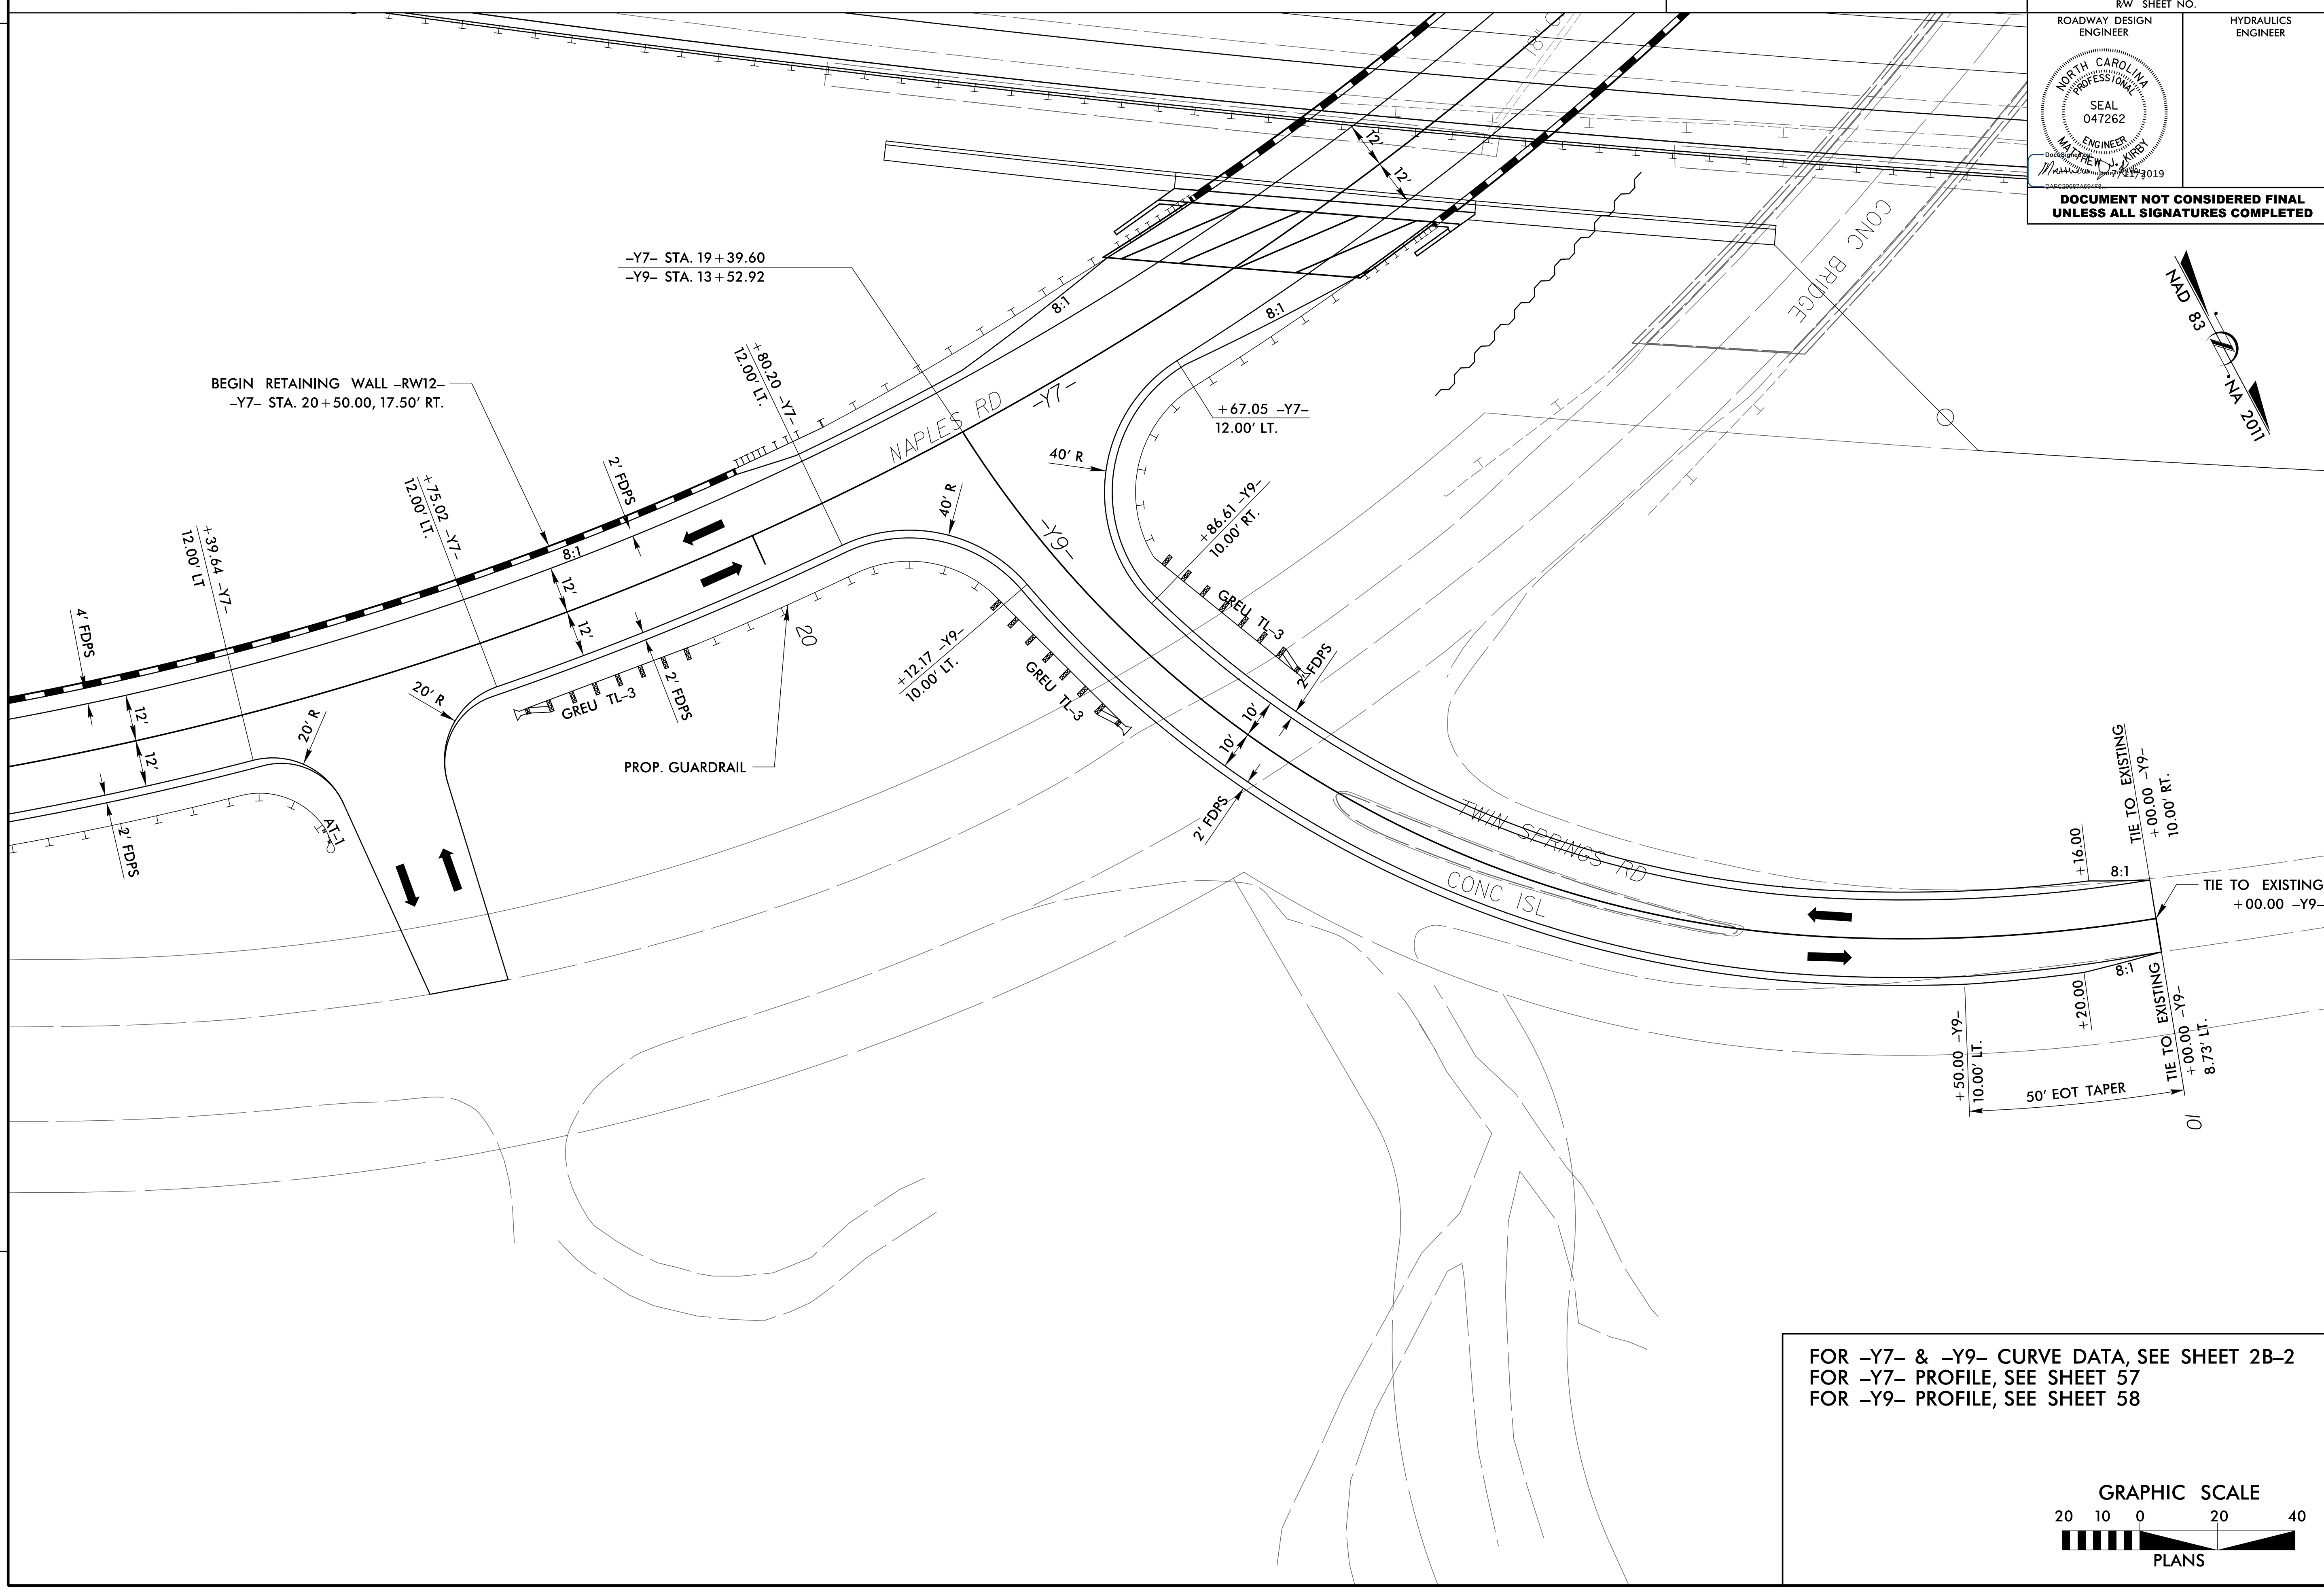 RW SHEET NO.
ROADWAY DESIGN
ENGINEER
HYDRAULICS
ENGINEER
NORTH CAROLINA
PROFESSIONAL
SEAL
047262
ENGINEER
MATTHEW J. KIRBY
DocuSigned by:
7/11/2019
DOCUMENT NOT CONSIDERED FINAL
UNLESS ALL SIGNATURES COMPLETED
NAD 83
NA 2011
12'
12'
CONC BRIDGE
–Y7– STA. 19+39.60
–Y9– STA. 13+52.92
8:1
8:1
+80.20 –Y7–
12.00' LT.
BEGIN RETAINING WALL –RW12–
–Y7– STA. 20+50.00, 17.50' RT.
NAPLES RD
–Y7–
+67.05 –Y7–
12.00' LT.
40' R
2' FDPS
+75.02 –Y7–
12.00' LT.
40' R
+86.61 –Y9–
10.00' RT.
–Y9–
+39.64 –Y7–
12.00' LT
8:1
12'
12'
GREU TL–3
4' FDPS
20
2' FDPS
+12.17 –Y9–
10.00' LT.
GREU TL–3
20' R
GREU TL–3
2' FDPS
10'
10'
12'
12'
20' R
PROP. GUARDRAIL
2' FDPS
TWIN SPRINGS RD
CONC ISL
AT–1
2' FDPS
TIE TO EXISTING
+00.00 –Y9–
10.00' RT.
+16.00
8:1
TIE TO EXISTING
+00.00 –Y9–
8:1
+20.00
TIE TO EXISTING
+00.00 –Y9–
8.73' LT.
+50.00 –Y9–
10.00' LT.
50' EOT TAPER
10
FOR –Y7– & –Y9– CURVE DATA, SEE SHEET 2B–2
FOR –Y7– PROFILE, SEE SHEET 57
FOR –Y9– PROFILE, SEE SHEET 58
GRAPHIC SCALE
20 10 0 20 40
PLANS